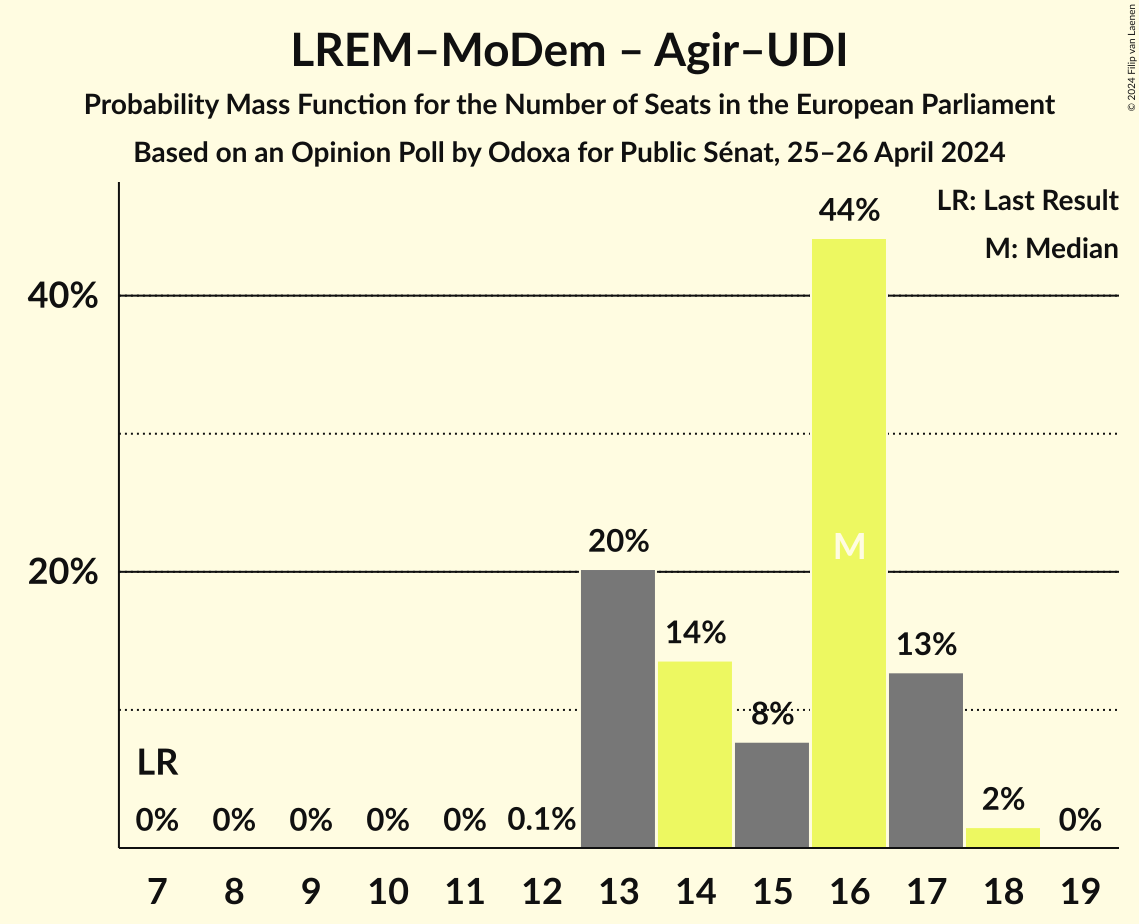 LREM–MoDem – Agir–UDI
Probability Mass Function for the Number of Seats in the European Parliament
Based on an Opinion Poll by Odoxa for Public Sénat, 25–26 April 2024
© 2024 Filip van Laenen
LR: Last Result
M: Median
44%
40%
20%
M
20%
14%
13%
8%
LR
2%
0% 0% 0% 0% 0% 0.1% 0%
7 8 9 10 11 12 13 14 15 16 17 18 19